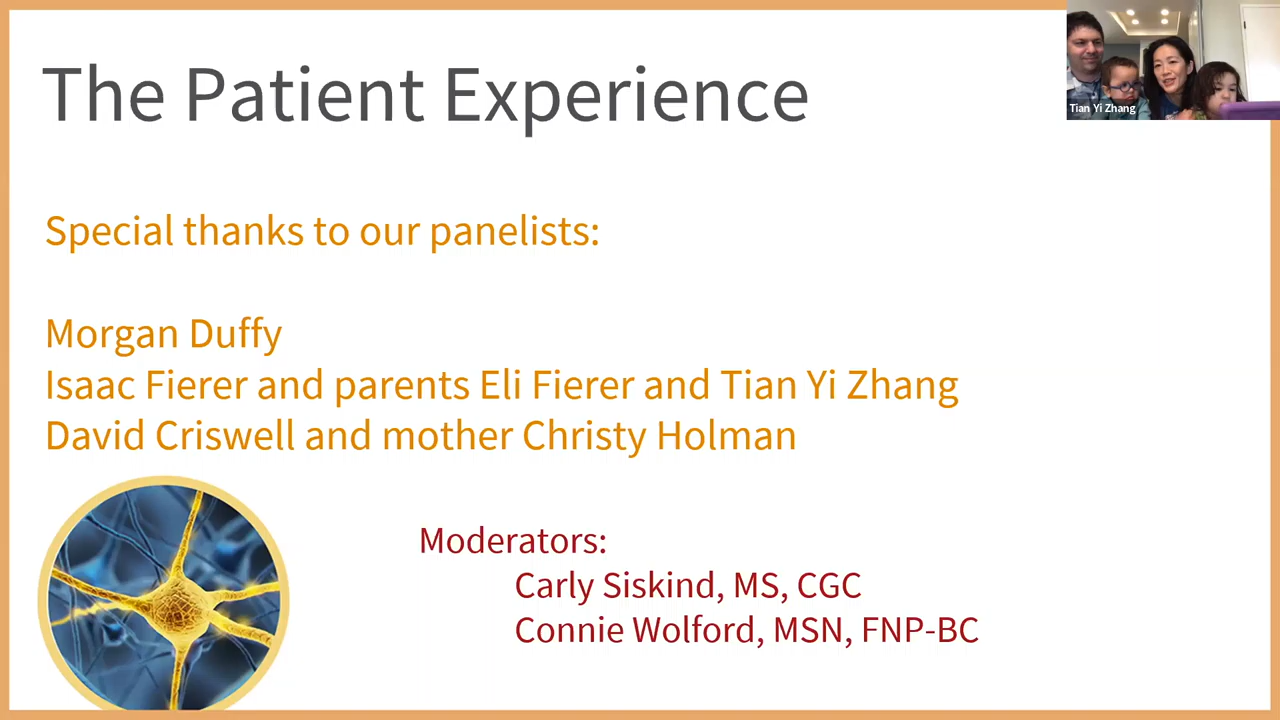 The Patient Experience
Tian Yi Zhang
Special thanks to our panelists:
Morgan Duffy
Isaac Fierer and parents Eli Fierer and Tian Yi Zhang
David Criswell and mother Christy Holman
Moderators:
Carly Siskind, MS, CGC
Connie Wolford, MSN, FNP-BC